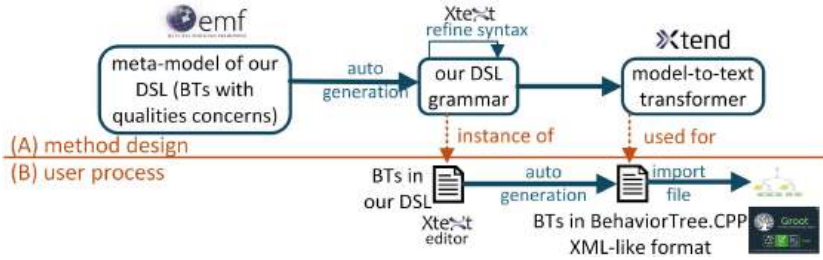 emf
Xtext
refine syntax
Xtend
meta-model of our
DSL (BTs with
qualities concerns)
auto
generation
our DSL
grammar
model-to-text
transformer
instance of
used for
(A) method design
(B) user process
BTs in
our DSL
Xtext
editor
auto
generation
import
file
BTs in BehaviorTree.CPP
XML-like format
Groot